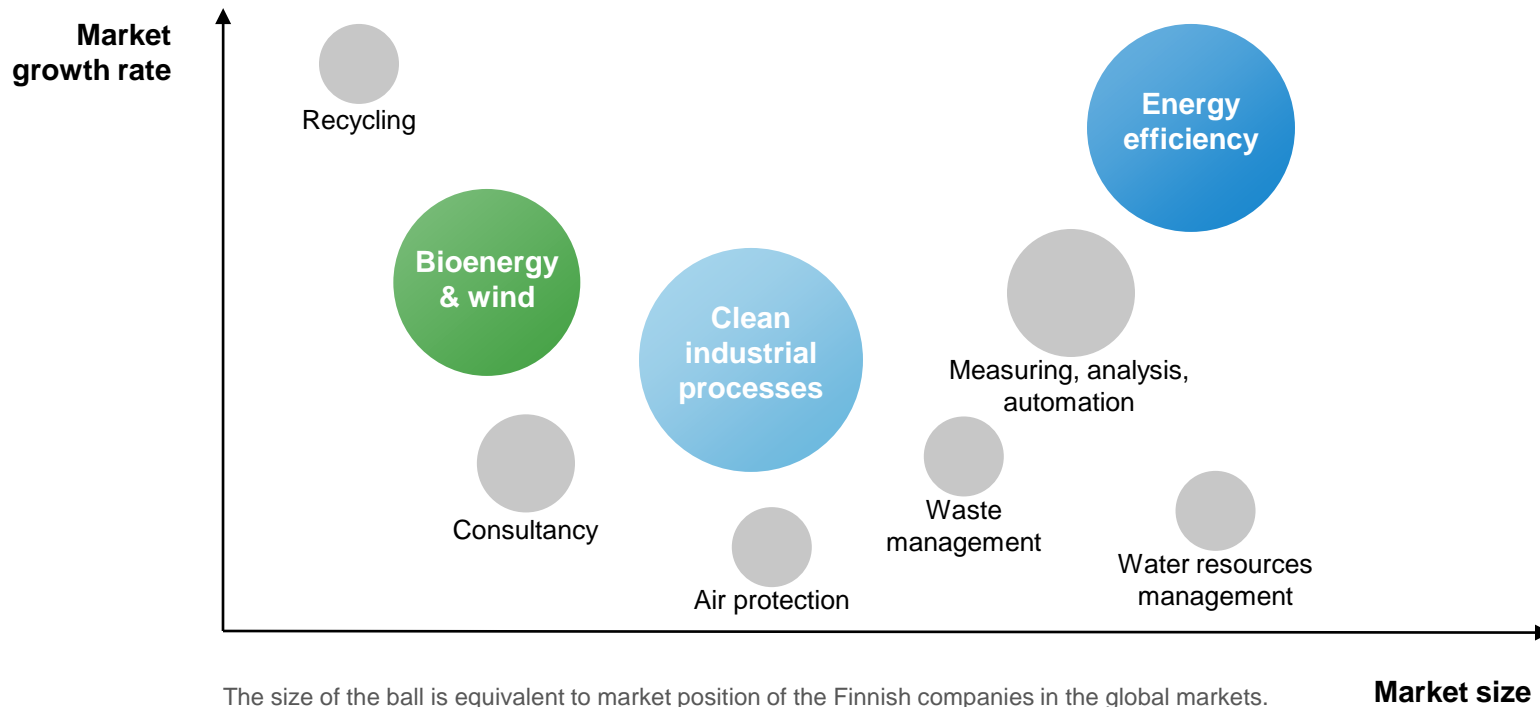 Market
growth rate
Recycling
Energy
efficiency
Bioenergy
& wind
Clean
industrial
processes
Measuring, analysis,
automation
Consultancy
Waste
management
Air protection
Water resources
management
The size of the ball is equivalent to market position of the Finnish companies in the global markets.
Market size